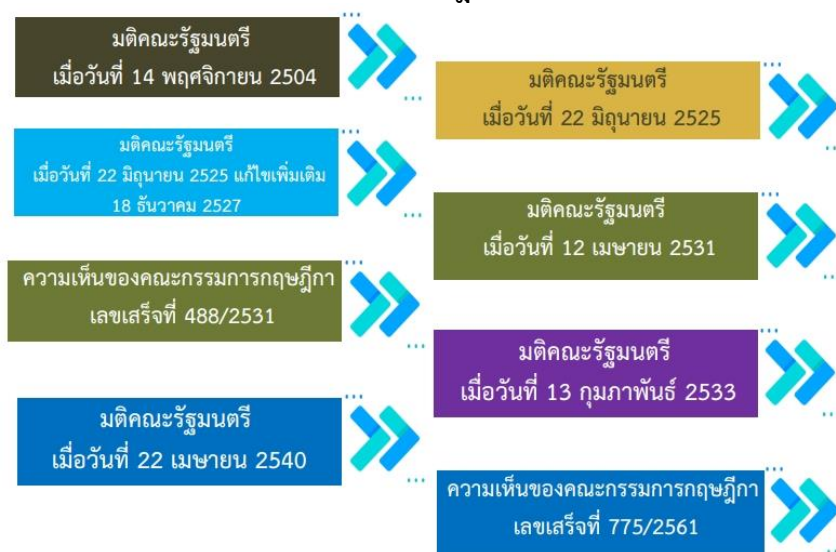 มติคณะรัฐมนตรี
เมื่อวันที่ 14 พฤศจิกายน 2504
มติคณะรัฐมนตรี
เมื่อวันที่ 22 มิถุนายน 2525
มติคณะรัฐมนตรี
เมื่อวันที่ 22 มิถุนายน 2525 แก้ไขเพิ่มเติม
18 ธันวาคม 2527
มติคณะรัฐมนตรี
เมื่อวันที่ 12 เมษายน 2531
ความเห็นของคณะกรรมการกฤษฎีกา
เลขเสร็จที่ 488/2531
มติคณะรัฐมนตรี
เมื่อวันที่ 13 กุมภาพันธ์ 2533
มติคณะรัฐมนตรี
เมื่อวันที่ 22 เมษายน 2540
ความเห็นของคณะกรรมการกฤษฎีกา
เลขเสร็จที่ 775/2561